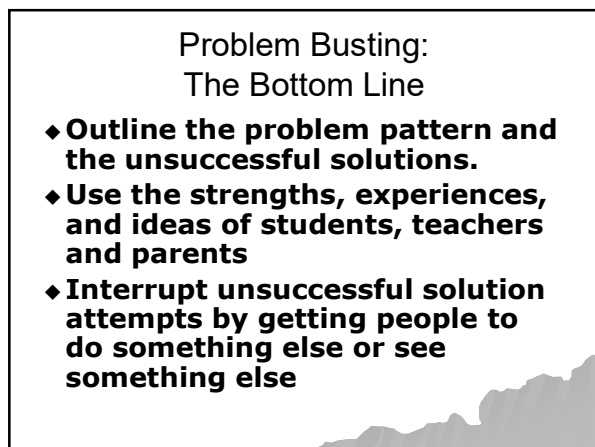 Problem Busting:
The Bottom Line
◆ Outline the problem pattern and
the unsuccessful solutions.
◆ Use the strengths, experiences,
and ideas of students, teachers
and parents
◆ Interrupt unsuccessful solution
attempts by getting people to
do something else or see
something else